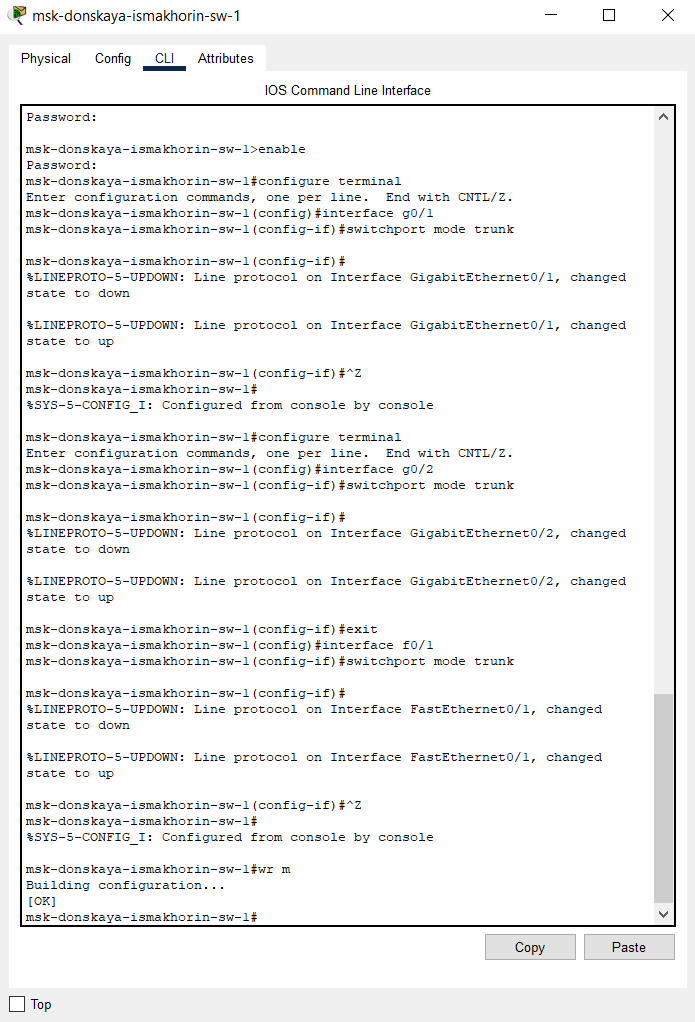 msk-donskaya-ismakhorin-sw-1
Physical Config CLI Attributes
IOS Command Line Interface
Password:
msk-donskaya-ismakhorin-sw-1>enable
Password:
msk-donskaya-ismakhorin-sw-1#configure terminal
Enter configuration commands, one per line.  End with CNTL/Z.
msk-donskaya-ismakhorin-sw-1(config)#interface g0/1
msk-donskaya-ismakhorin-sw-1(config-if)#switchport mode trunk
msk-donskaya-ismakhorin-sw-1(config-if)#
%LINEPROTO-5-UPDOWN: Line protocol on Interface GigabitEthernet0/1, changed
state to down
%LINEPROTO-5-UPDOWN: Line protocol on Interface GigabitEthernet0/1, changed
state to up
msk-donskaya-ismakhorin-sw-1(config-if)#^Z
msk-donskaya-ismakhorin-sw-1#
%SYS-5-CONFIG_I: Configured from console by console
msk-donskaya-ismakhorin-sw-1#configure terminal
Enter configuration commands, one per line.  End with CNTL/Z.
msk-donskaya-ismakhorin-sw-1(config)#interface g0/2
msk-donskaya-ismakhorin-sw-1(config-if)#switchport mode trunk
msk-donskaya-ismakhorin-sw-1(config-if)#
%LINEPROTO-5-UPDOWN: Line protocol on Interface GigabitEthernet0/2, changed
state to down
%LINEPROTO-5-UPDOWN: Line protocol on Interface GigabitEthernet0/2, changed
state to up
msk-donskaya-ismakhorin-sw-1(config-if)#exit
msk-donskaya-ismakhorin-sw-1(config)#interface f0/1
msk-donskaya-ismakhorin-sw-1(config-if)#switchport mode trunk
msk-donskaya-ismakhorin-sw-1(config-if)#
%LINEPROTO-5-UPDOWN: Line protocol on Interface FastEthernet0/1, changed
state to down
%LINEPROTO-5-UPDOWN: Line protocol on Interface FastEthernet0/1, changed
state to up
msk-donskaya-ismakhorin-sw-1(config-if)#^Z
msk-donskaya-ismakhorin-sw-1#
%SYS-5-CONFIG_I: Configured from console by console
msk-donskaya-ismakhorin-sw-1#wr m
Building configuration...
[OK]
msk-donskaya-ismakhorin-sw-1#
Copy Paste
Top